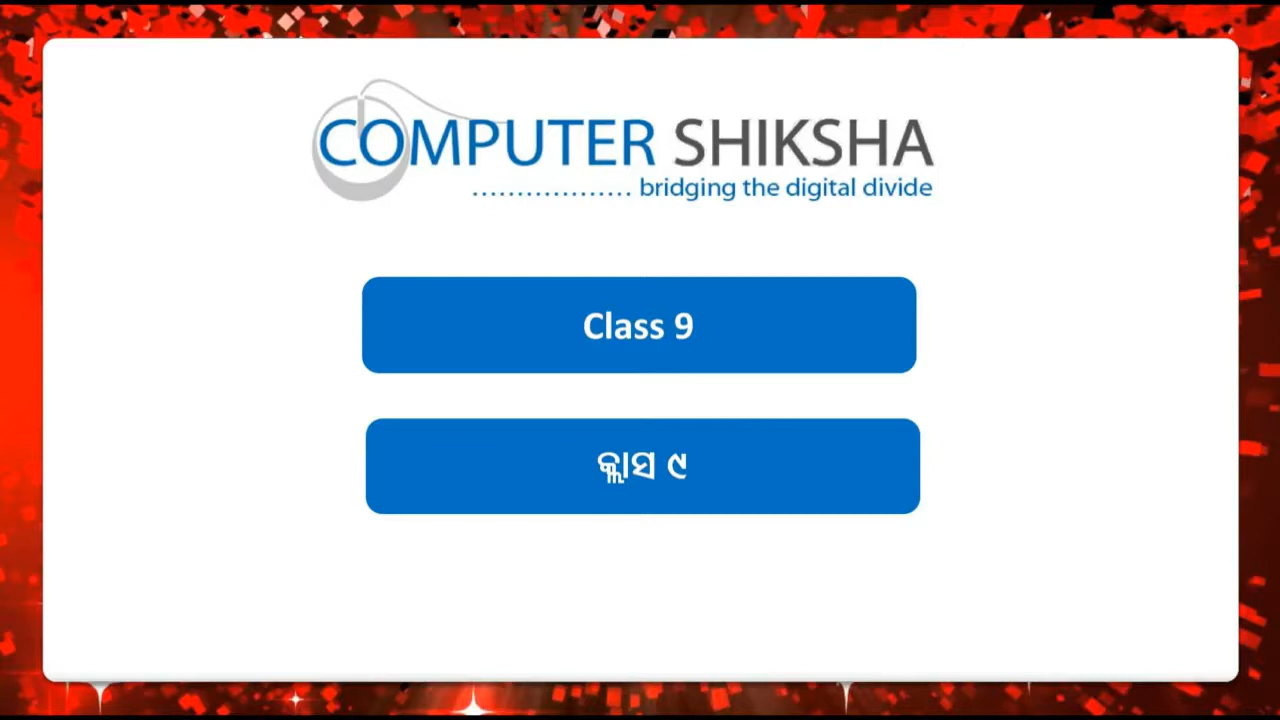 COMPUTER SHIKSHA
.................. bridging the digital divide
Class 9
କ୍ଲାସ ୯